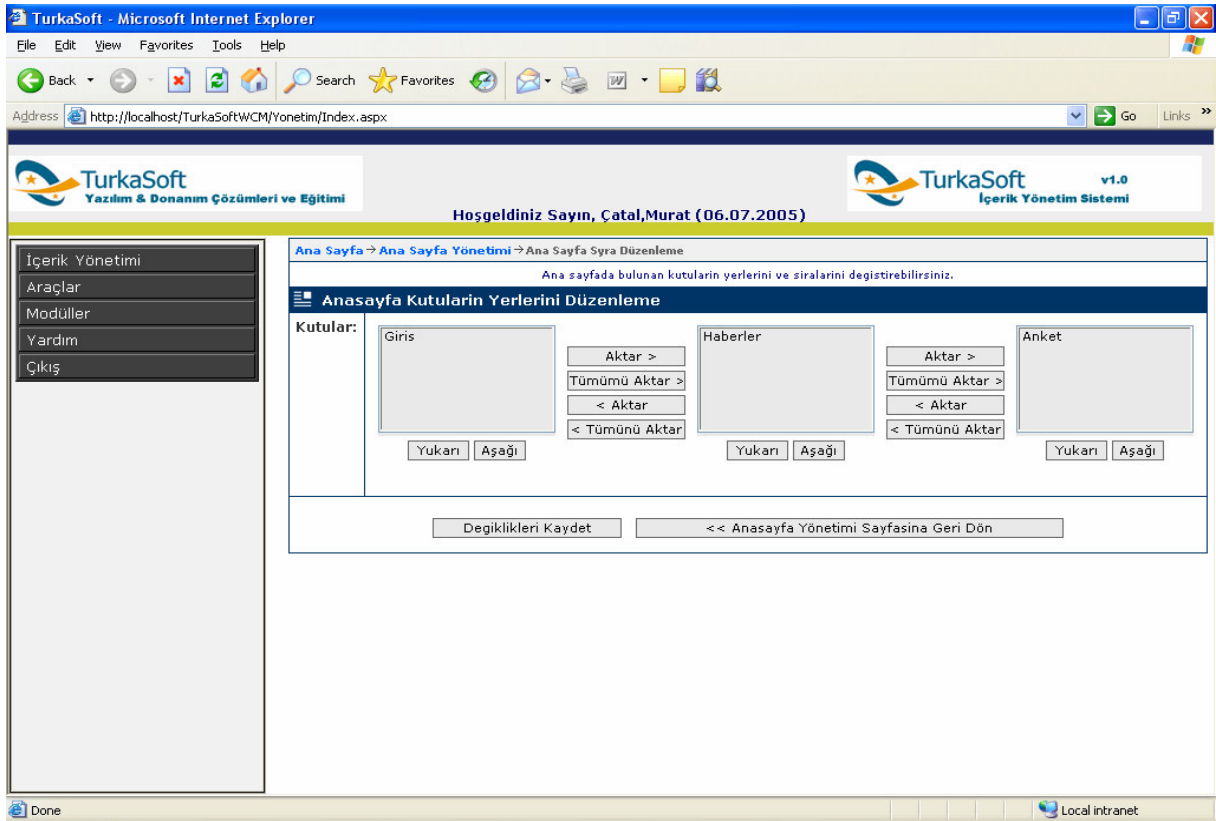 TurkaSoft - Microsoft Internet Explorer
File Edit View Favorites Tools Help
Back Search Favorites
Address http://localhost/TurkaSoftWCM/Yonetim/Index.aspx Go Links »
TurkaSoft
Yazılım & Donanım Çözümleri ve Eğitimi
Hoşgeldiniz Sayın, Çatal,Murat (06.07.2005)
TurkaSoft v1.0
İçerik Yönetim Sistemi
İçerik Yönetimi
Araçlar
Modüller
Yardım
Çıkış
Ana Sayfa→Ana Sayfa Yönetimi→Ana Sayfa Syra Düzenleme
Ana sayfada bulunan kutularin yerlerini ve siralarini degistirebilirsiniz.
Anasayfa Kutularin Yerlerini Düzenleme
Kutular:
Giris
Aktar >
Tümümü Aktar >
< Aktar
< Tümünü Aktar
Yukarı Aşağı
Haberler
Aktar >
Tümümü Aktar >
< Aktar
< Tümünü Aktar
Yukarı Aşağı
Anket
Yukarı Aşağı
Degiklikleri Kaydet << Anasayfa Yönetimi Sayfasina Geri Dön
Done Local intranet